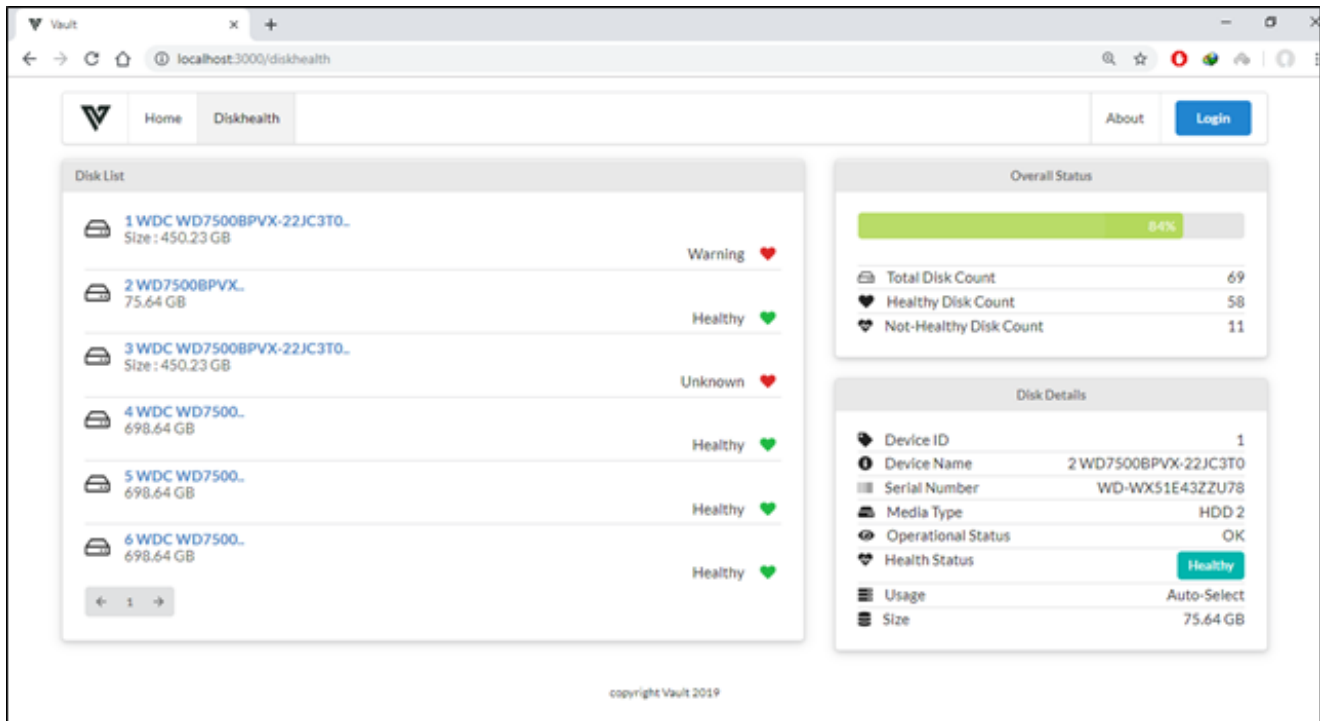 Vault
localhost:3000/diskhealth
Home Diskhealth About Login
Disk List
1 WDC WD7500BPVX-22JC3T0..
Size : 450.23 GB
Warning
2 WD7500BPVX..
75.64 GB
Healthy
3 WDC WD7500BPVX-22JC3T0..
Size : 450.23 GB
Unknown
4 WDC WD7500..
698.64 GB
Healthy
5 WDC WD7500..
698.64 GB
Healthy
6 WDC WD7500..
698.64 GB
Healthy
1
Overall Status
84%
Total Disk Count 69
Healthy Disk Count 58
Not-Healthy Disk Count 11
Disk Details
Device ID 1
Device Name 2 WD7500BPVX-22JC3T0
Serial Number WD-WX51E43ZZU78
Media Type HDD 2
Operational Status OK
Health Status Healthy
Usage Auto-Select
Size 75.64 GB
copyright Vault 2019